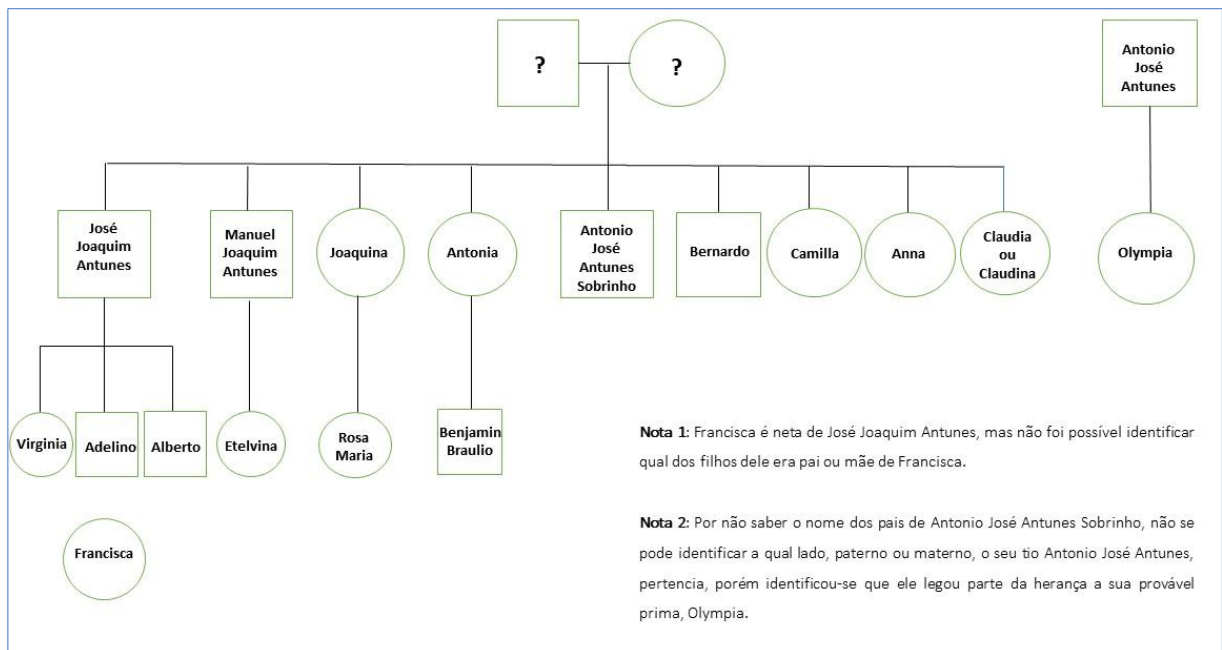 ?
?
Antonio
José
Antunes
José
Joaquim
Antunes
Manuel
Joaquim
Antunes
Joaquina
Antonia
Antonio
José
Antunes
Sobrinho
Bernardo
Camilla
Anna
Claudia
ou
Claudina
Olympia
Virginia
Adelino
Alberto
Etelvina
Rosa
Maria
Benjamin
Braulio
Francisca
Nota 1: Francisca é neta de José Joaquim Antunes, mas não foi possível identificar
qual dos filhos dele era pai ou mãe de Francisca.
Nota 2: Por não saber o nome dos pais de Antonio José Antunes Sobrinho, não se
pode identificar a qual lado, paterno ou materno, o seu tio Antonio José Antunes,
pertencia, porém identificou-se que ele legou parte da herança a sua provável
prima, Olympia.